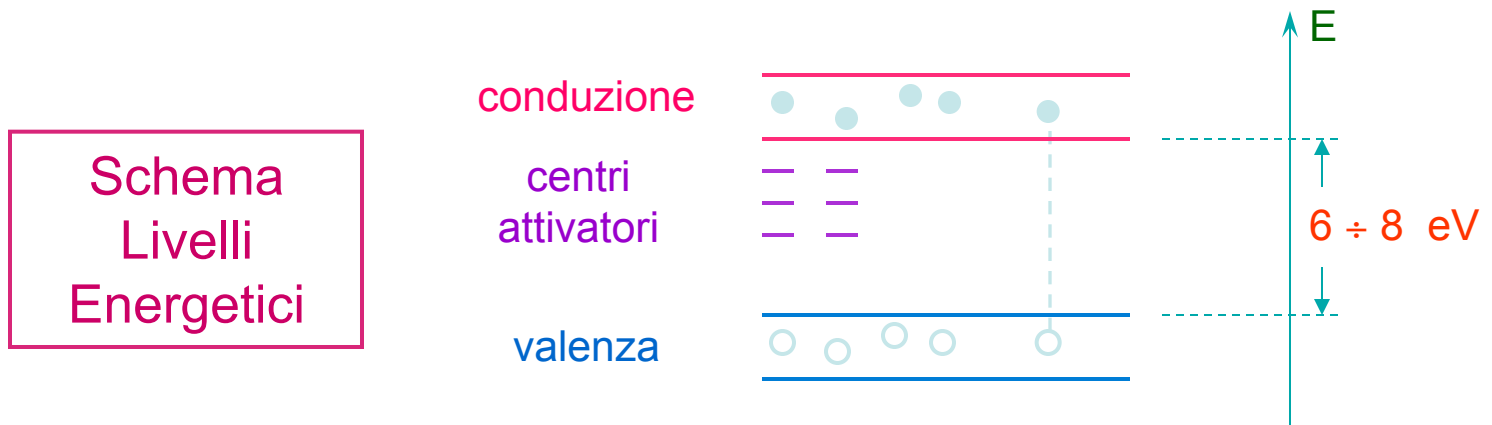 Schema
Livelli
Energetici
conduzione
centri
attivatori
valenza
E
6 ÷ 8 eV